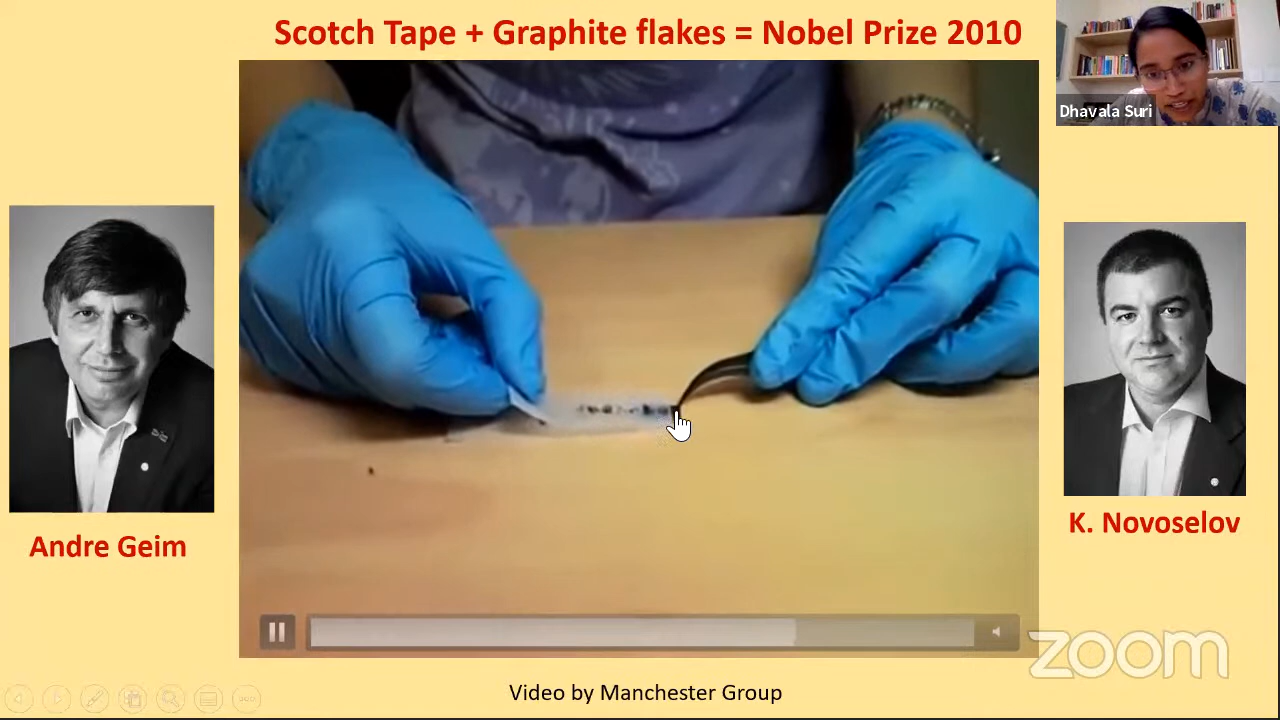 Scotch Tape + Graphite flakes = Nobel Prize 2010
Dhavala Suri
Andre Geim
K. Novoselov
zoom
Video by Manchester Group